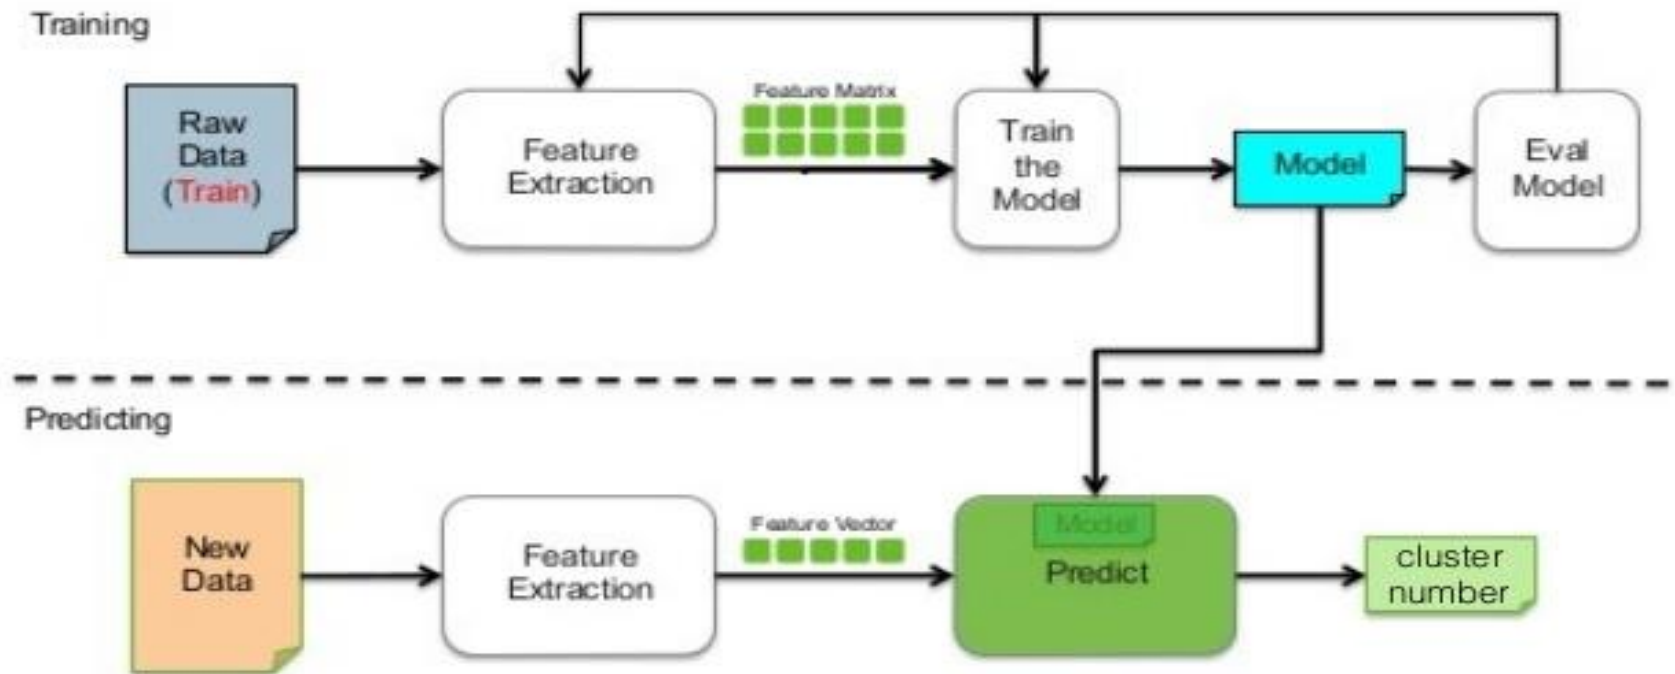 Training
Raw
Data
(Train)
Feature
Extraction
Feature Matrix
Train
the
Model
Model
Eval
Model
Predicting
New
Data
Feature
Extraction
Feature Vector
Model
Predict
cluster
number